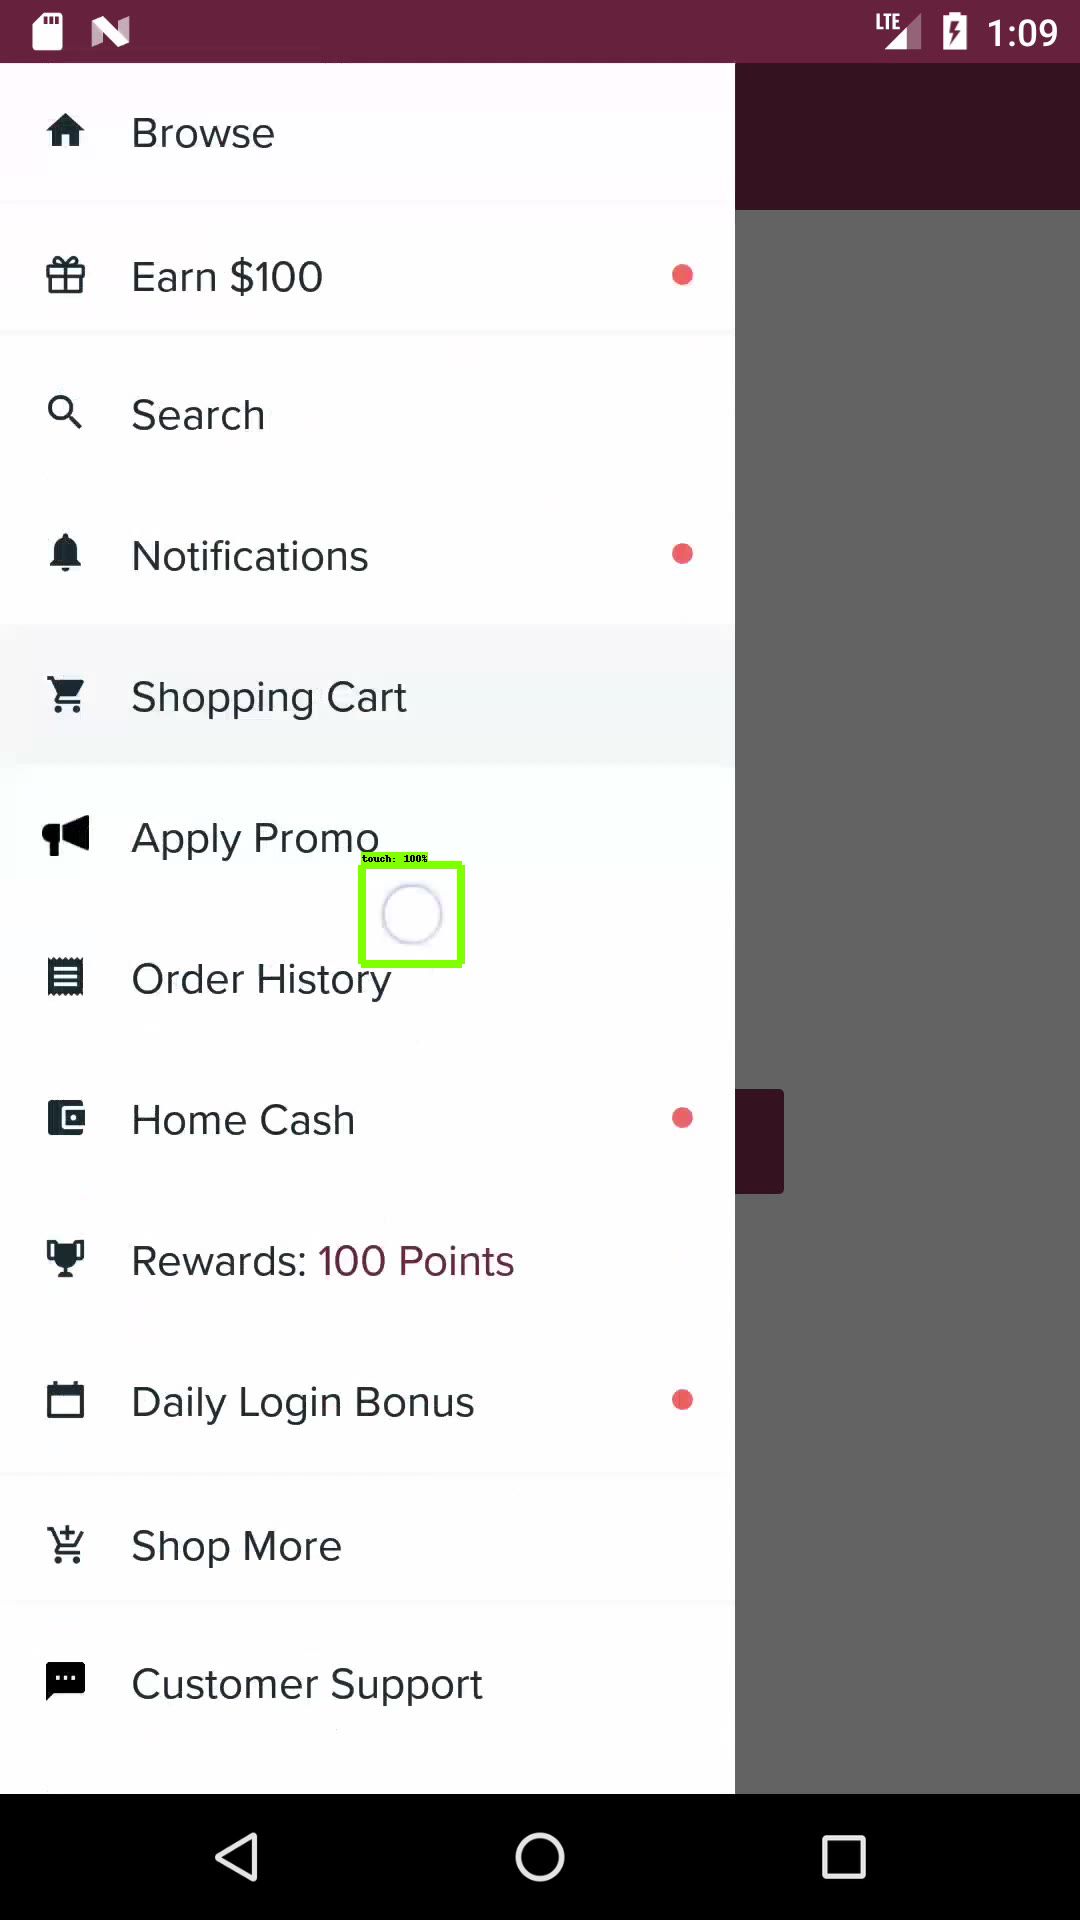 LTE 1:09
Browse
Earn $100
Search
Notifications
Shopping Cart
Apply Promo
touch: 100%
Order History
Home Cash
Rewards: 100 Points
Daily Login Bonus
Shop More
Customer Support